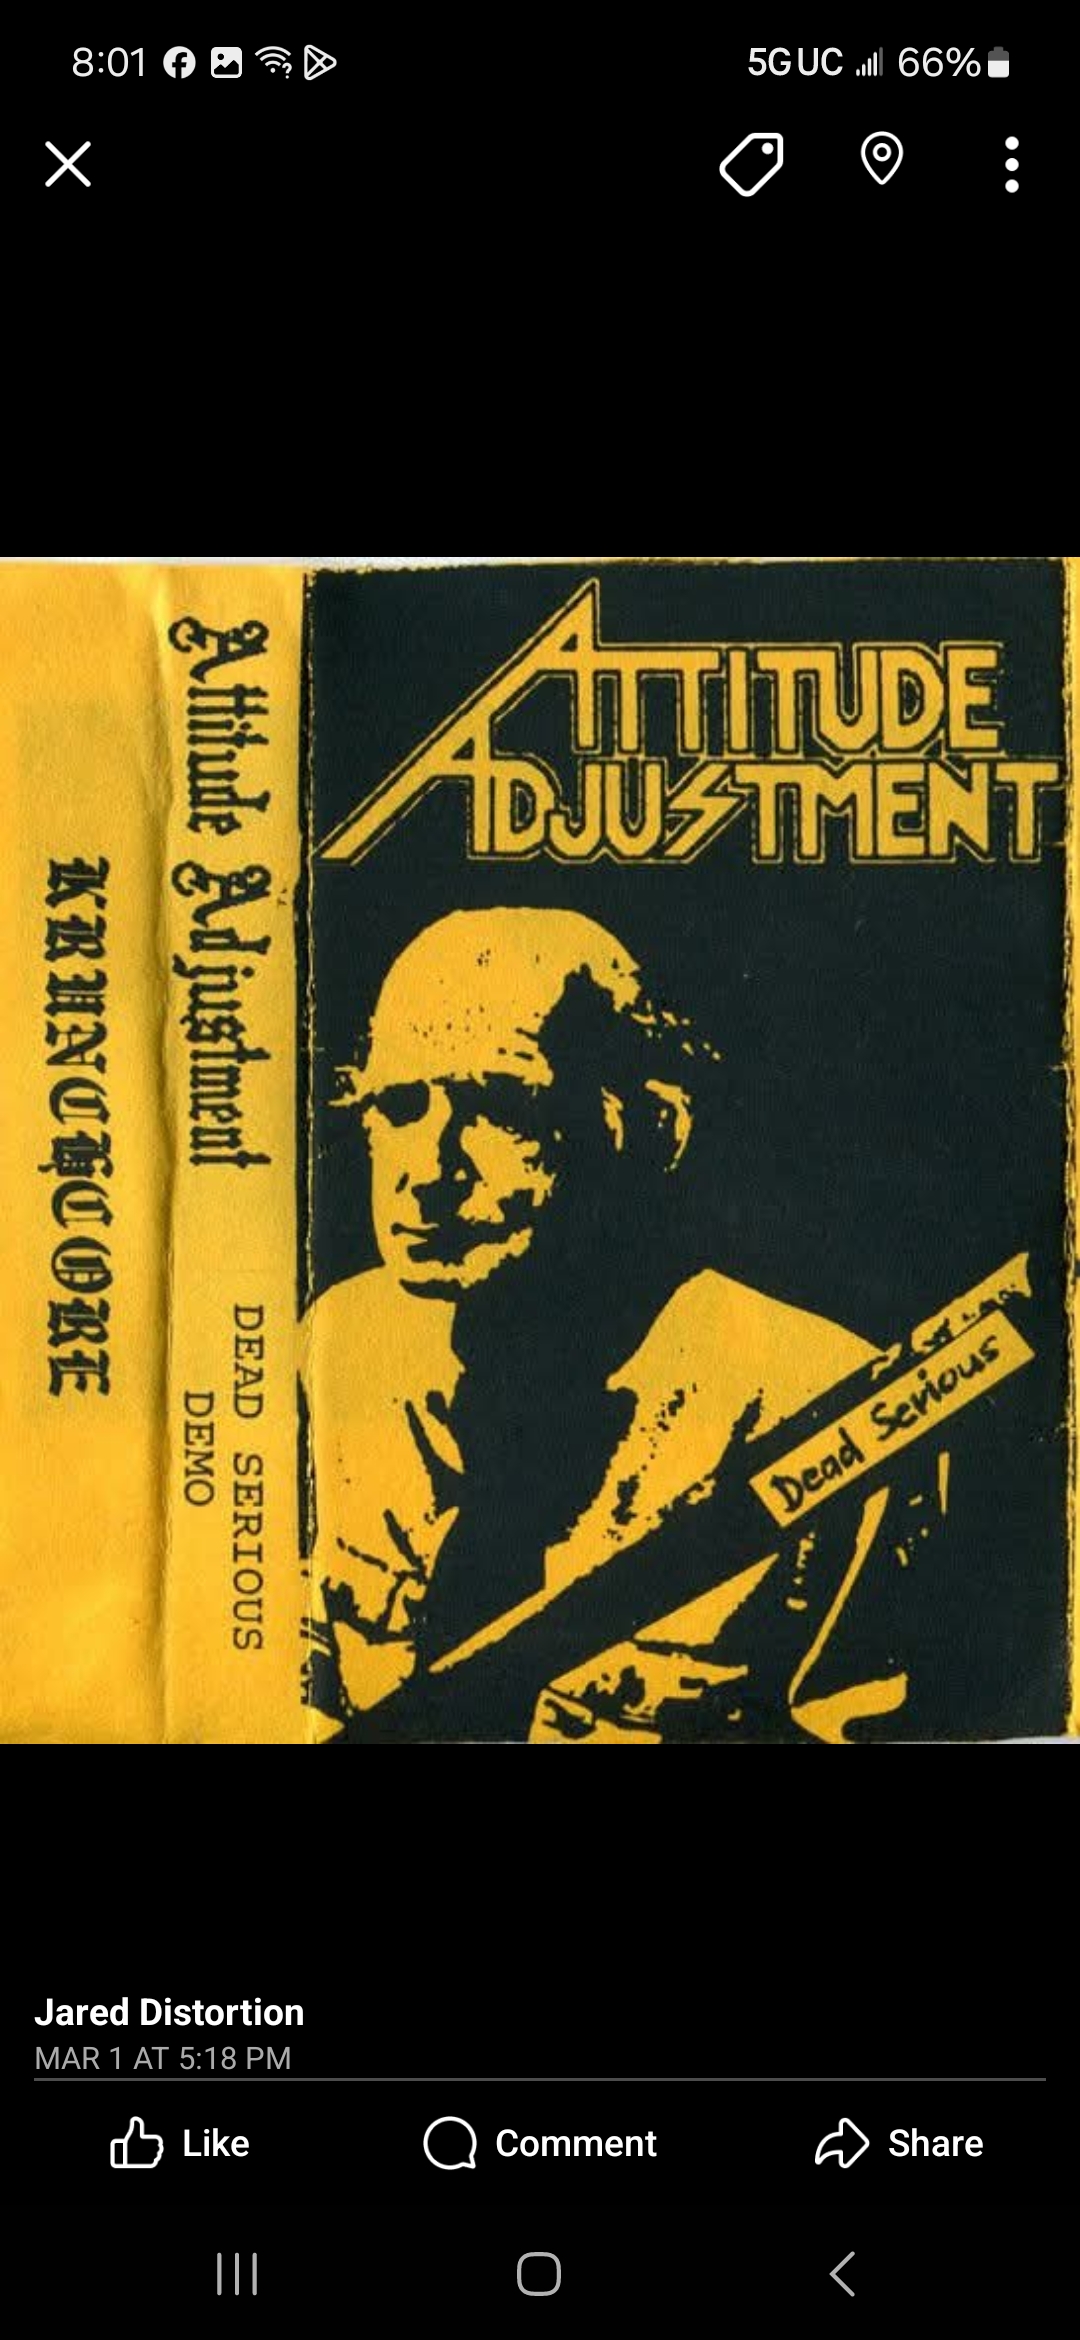 8:01
5G UC 66%
ATTITUDE
ADJUSTMENT
Dead Serious
Attitude Adjustment
DEAD SERIOUS
DEMO
KRUNCHCORE
Jared Distortion
MAR 1 AT 5:18 PM
Like
Comment
Share